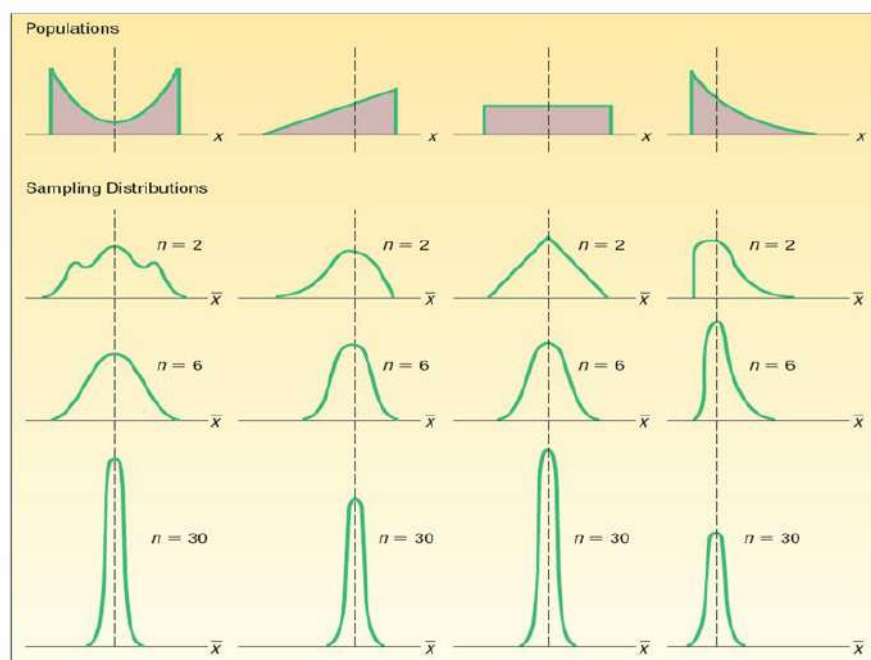 Populations
x x x x
Sampling Distributions
n = 2 n = 2 n = 2 n = 2
x̄ x̄ x̄ x̄
n = 6 n = 6 n = 6 n = 6
x̄ x̄ x̄ x̄
n = 30 n = 30 n = 30 n = 30
x̄ x̄ x̄ x̄